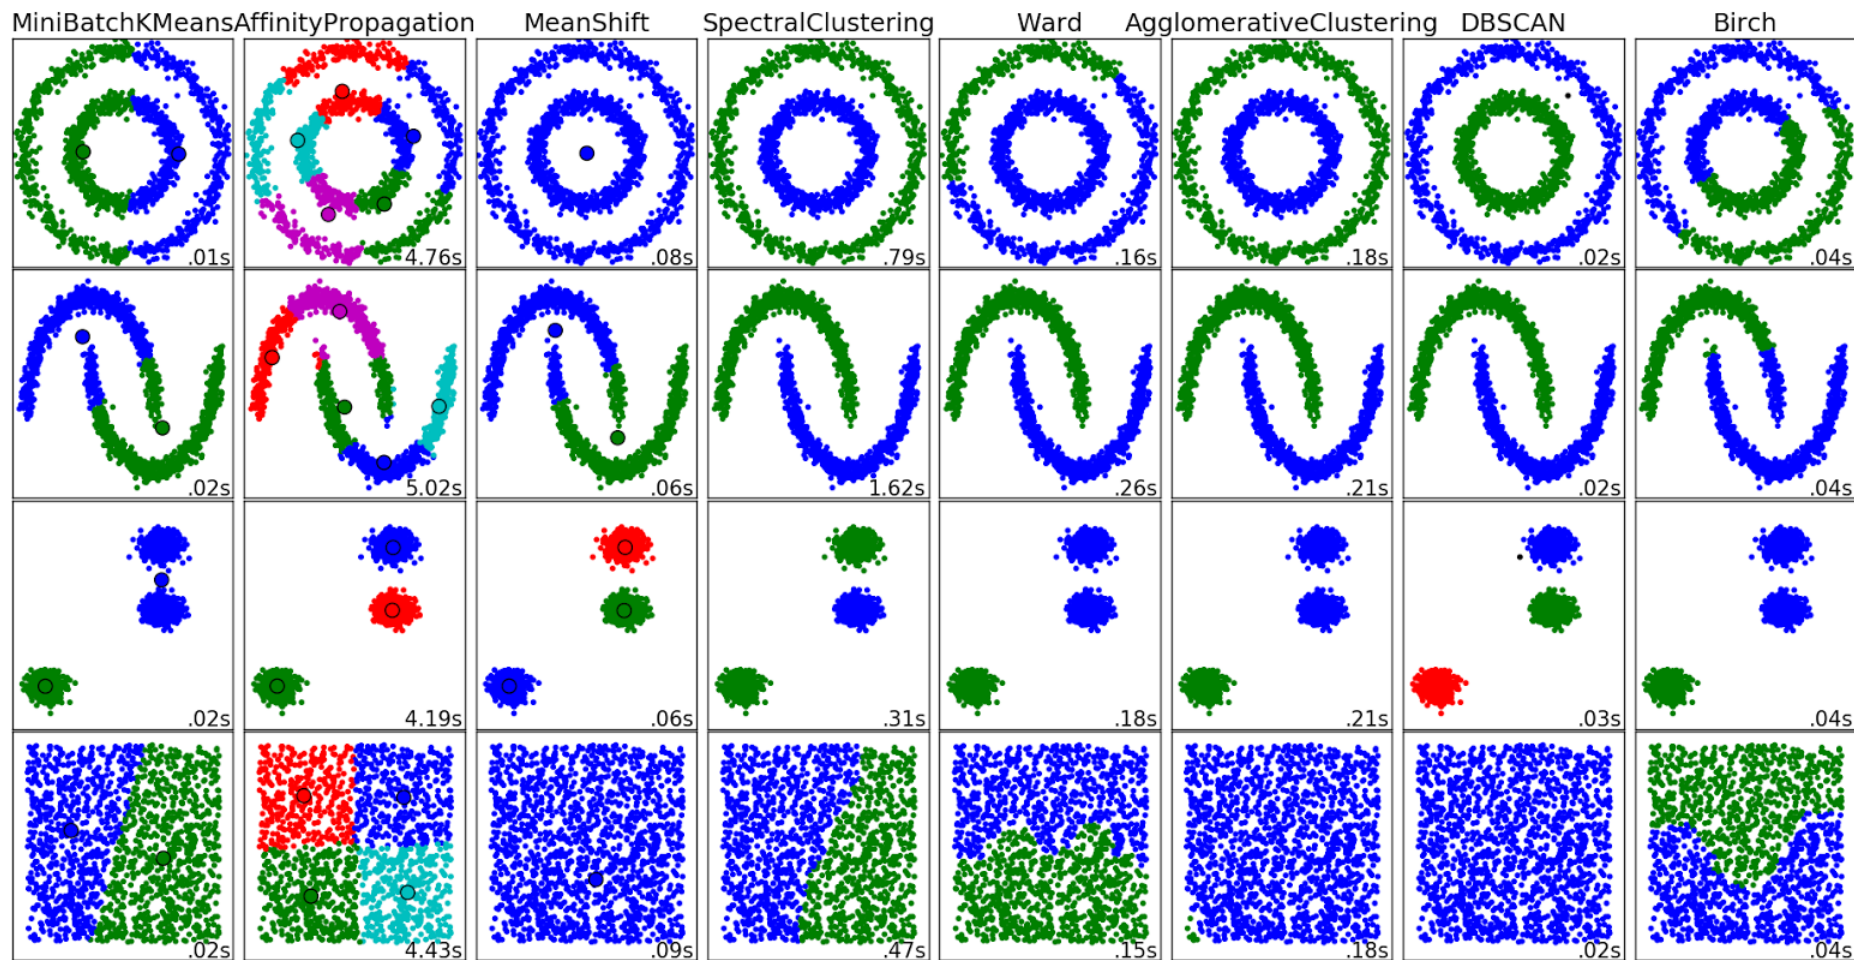 MiniBatchKMeans AffinityPropagation MeanShift SpectralClustering Ward AgglomerativeClustering DBSCAN Birch
.01s 4.76s .08s .79s .16s .18s .02s .04s
.02s 5.02s .06s 1.62s .26s .21s .02s .04s
.02s 4.19s .06s .31s .18s .21s .03s .04s
.02s 4.43s .09s .47s .15s .18s .02s .04s